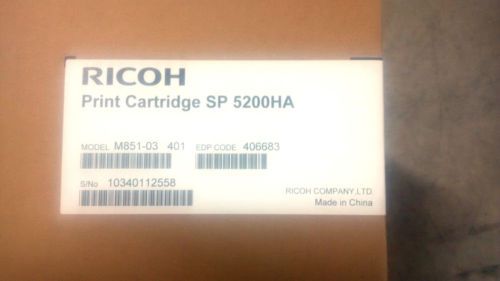 RICOH
Print Cartridge SP 5200HA
MODEL M851-03 401 EDP CODE 406683
S/No 10340112558
RICOH COMPANY,LTD.
Made in China